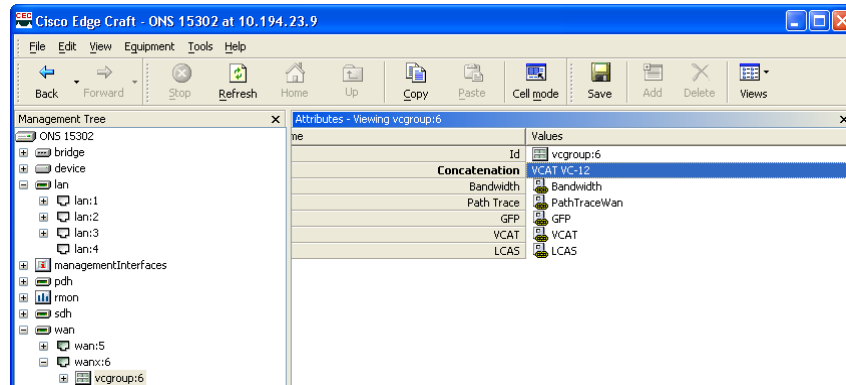 CEC Cisco Edge Craft - ONS 15302 at 10.194.23.9
File Edit View Equipment Tools Help
Back Forward Stop Refresh Home Up Copy Paste Cell mode Save Add Delete Views
Management Tree
Attributes - Viewing vcgroup:6
ONS 15302
me Values
bridge
Id vcgroup:6
device
Concatenation VCAT VC-12
lan
Bandwidth Bandwidth
lan:1
Path Trace PathTraceWan
lan:2
GFP GFP
lan:3
VCAT VCAT
lan:4
LCAS LCAS
managementInterfaces
pdh
rmon
sdh
wan
wan:5
wanx:6
vcgroup:6